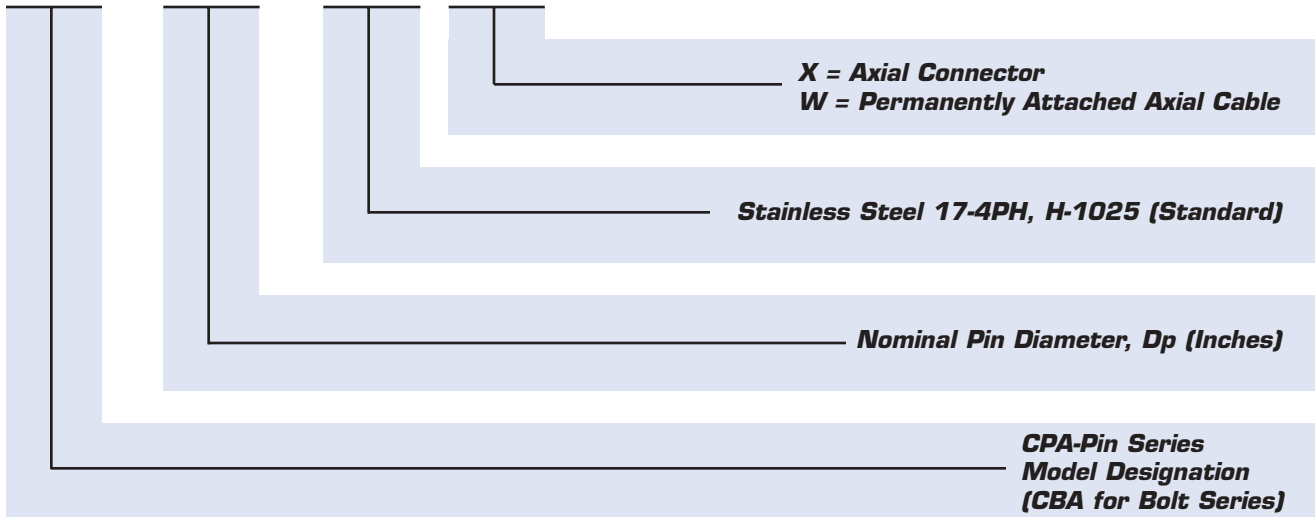 X = Axial Connector
W = Permanently Attached Axial Cable
Stainless Steel 17-4PH, H-1025 (Standard)
Nominal Pin Diameter, Dp (Inches)
CPA-Pin Series
Model Designation
(CBA for Bolt Series)